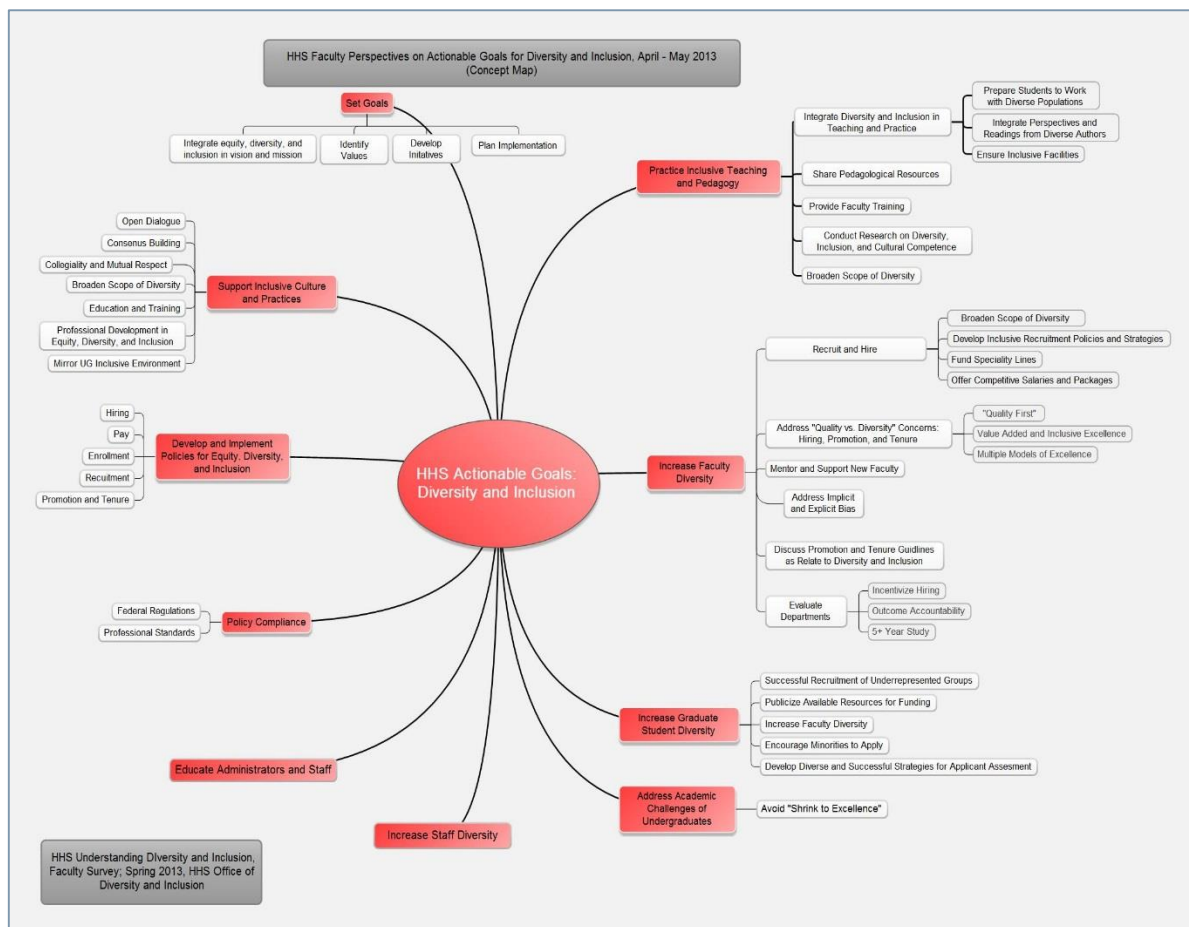 HHS Faculty Perspectives on Actionable Goals for Diversity and Inclusion, April - May 2013
(Concept Map)
Set Goals
Integrate equity, diversity, and
inclusion in vision and mission
Identify
Values
Develop
Initatives
Plan Implementation
Practice Inclusive Teaching
and Pedagogy
Integrate Diversity and Inclusion in
Teaching and Practice
Prepare Students to Work
with Diverse Populations
Integrate Perspectives and
Readings from Diverse Authors
Ensure Inclusive Facilities
Share Pedagological Resources
Provide Faculty Training
Conduct Research on Diversity,
Inclusion, and Cultural Competence
Broaden Scope of Diversity
Open Dialogue
Consenus Building
Collegiality and Mutual Respect
Broaden Scope of Diversity
Education and Training
Professional Development in
Equity, Diversity, and Inclusion
Mirror UG Inclusive Environment
Support Inclusive Culture
and Practices
Recruit and Hire
Broaden Scope of Diversity
Develop Inclusive Recruitment Policies and Strategies
Fund Speciality Lines
Offer Competitive Salaries and Packages
Address "Quality vs. Diversity" Concerns:
Hiring, Promotion, and Tenure
"Quality First"
Value Added and Inclusive Excellence
Multiple Models of Excellence
Increase Faculty
Diversity
Mentor and Support New Faculty
Address Implicit
and Explicit Bias
Discuss Promotion and Tenure Guidlines
as Relate to Diversity and Inclusion
Evaluate
Departments
Incentivize Hiring
Outcome Accountability
5+ Year Study
Hiring
Pay
Enrollment
Recuitment
Promotion and Tenure
Develop and Implement
Policies for Equity, Diversity,
and Inclusion
HHS Actionable Goals:
Diversity and Inclusion
Federal Regulations
Professional Standards
Policy Compliance
Increase Graduate
Student Diversity
Successful Recruitment of Underrepresented Groups
Publicize Available Resources for Funding
Increase Faculty Diversity
Encourage Minorities to Apply
Develop Diverse and Successful Strategies for Applicant Assesment
Educate Administrators and Staff
Address Academic
Challenges of
Undergraduates
Avoid "Shrink to Excellence"
Increase Staff Diversity
HHS Understanding DIversity and Inclusion,
Faculty Survey; Spring 2013, HHS Office of
Diversity and Inclusion